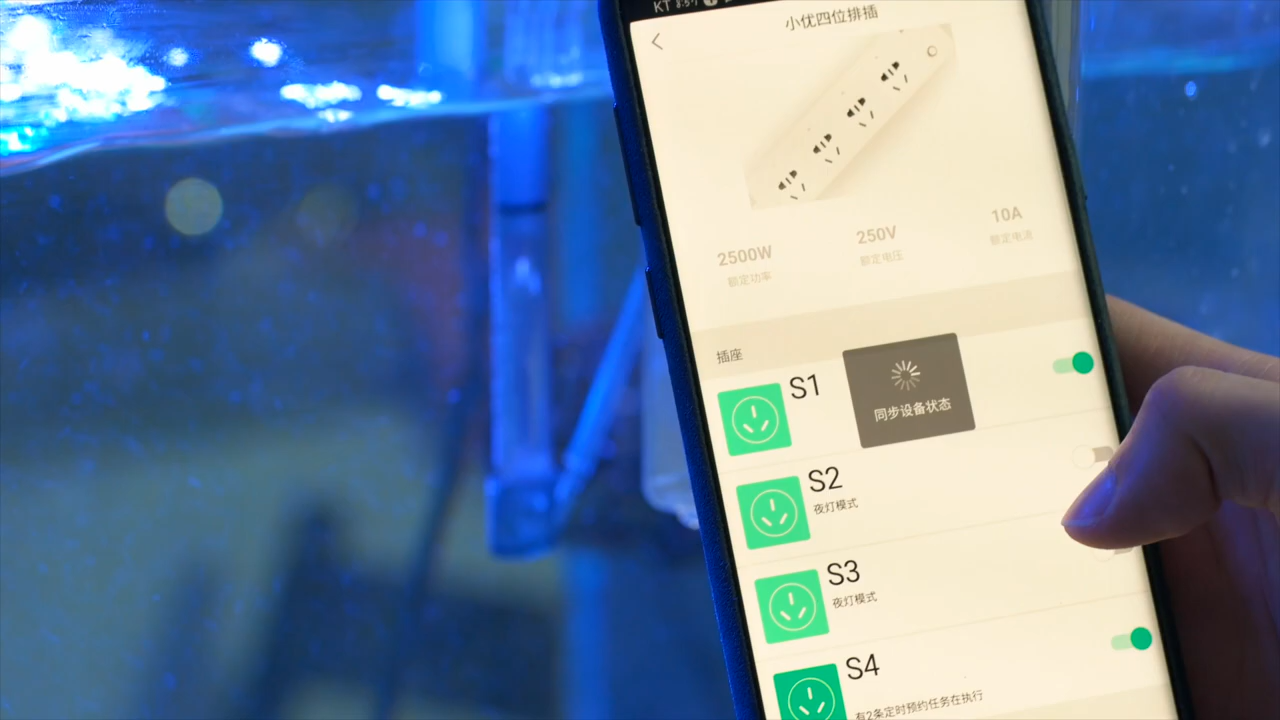 小优四位排插
2500W
额定功率
250V
额定电压
10A
额定电流
插座
S1
同步设备状态
S2
夜灯模式
S3
夜灯模式
S4
有2条定时预约任务在执行